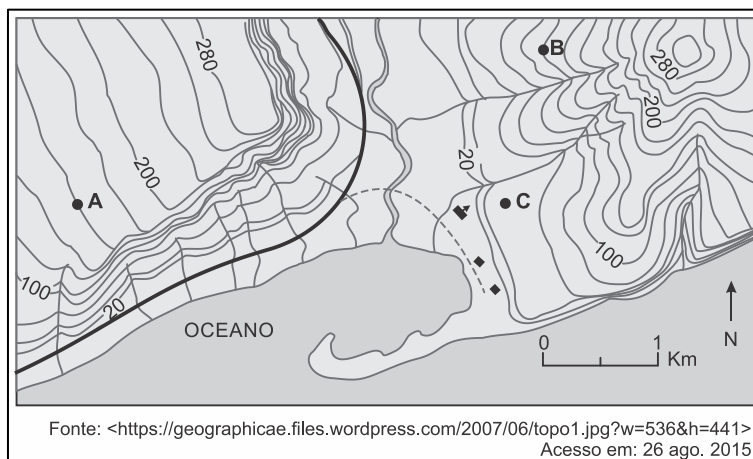 280
B
280
200
20
200
A
C
100
100
20
OCEANO
0 1
Km
N
Fonte: <https://geographicae.files.wordpress.com/2007/06/topo1.jpg?w=536&h=441>
Acesso em: 26 ago. 2015